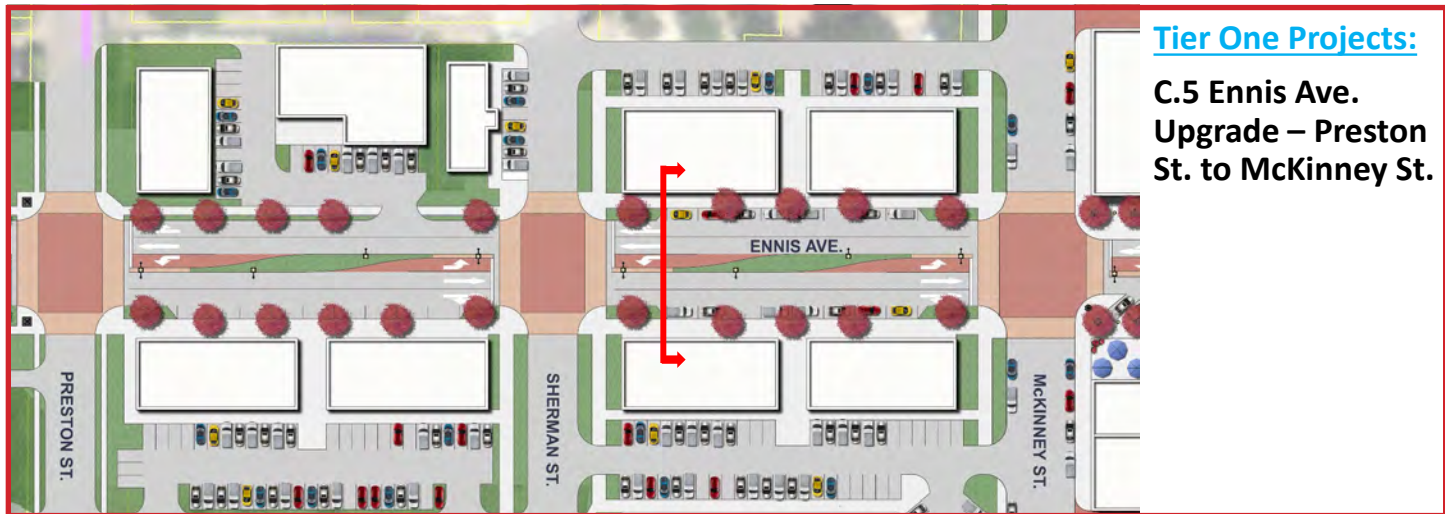 Tier One Projects:
C.5 Ennis Ave.
Upgrade – Preston
St. to McKinney St.
ENNIS AVE.
PRESTON ST.
SHERMAN ST.
McKINNEY ST.